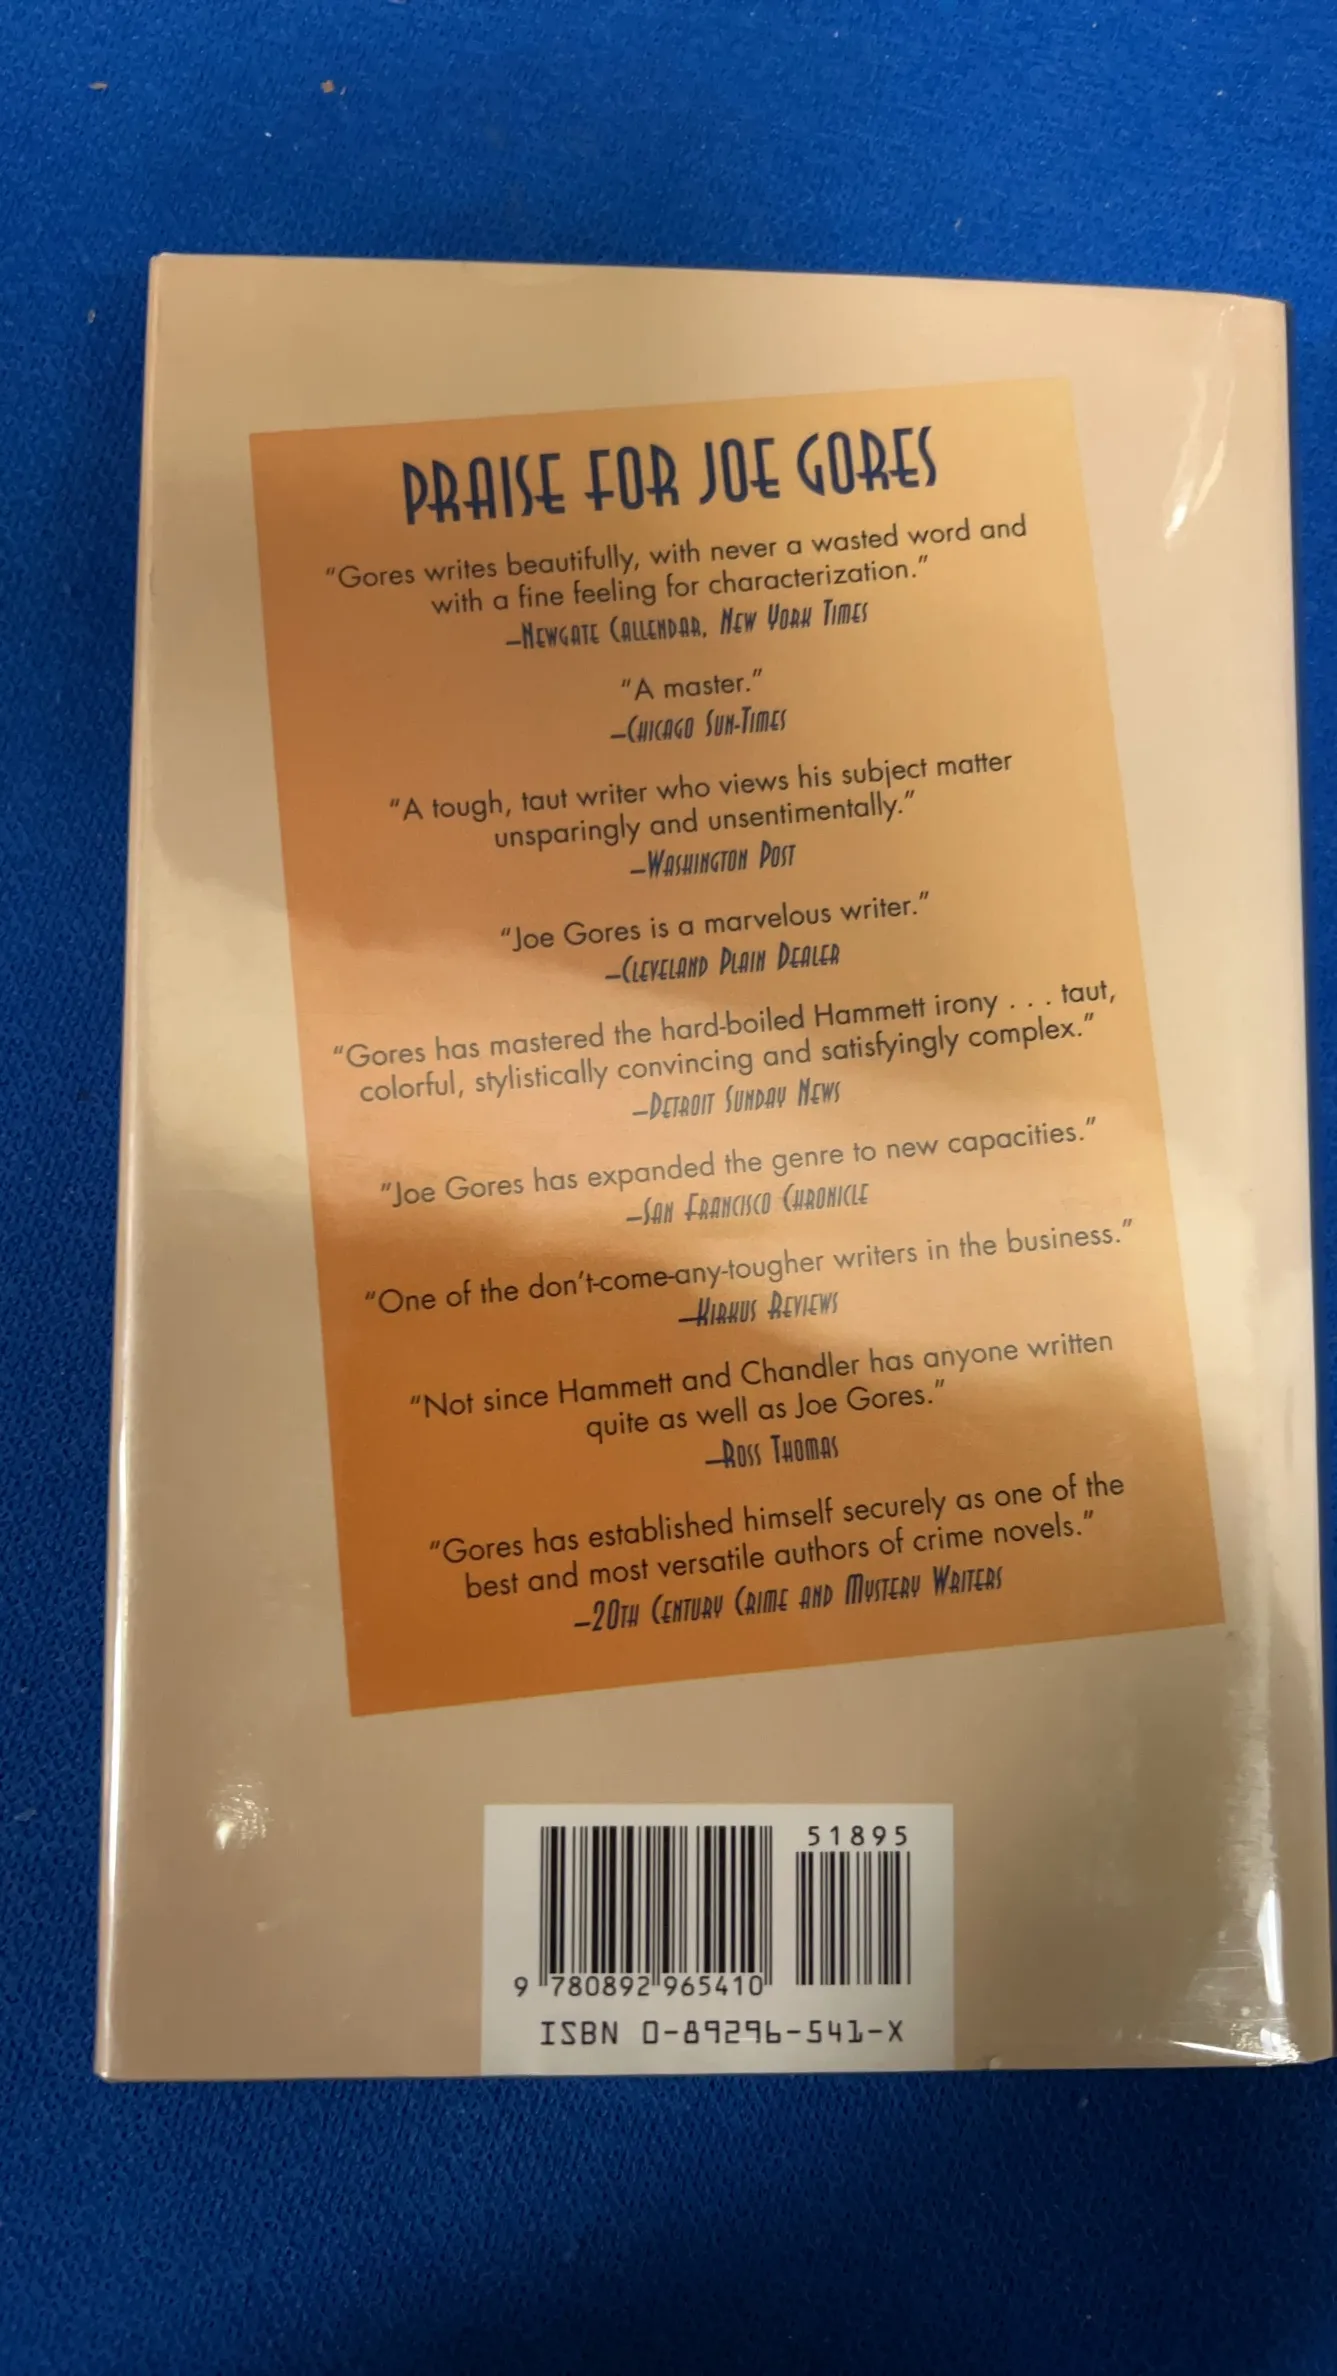 PRAISE FOR JOE GORES
“Gores writes beautifully, with never a wasted word and
with a fine feeling for characterization.”
—NEWGATE CALLENDAR, NEW YORK TIMES
“A master.”
—CHICAGO SUN-TIMES
“A tough, taut writer who views his subject matter
unsparingly and unsentimentally.”
—WASHINGTON POST
“Joe Gores is a marvelous writer.”
—CLEVELAND PLAIN DEALER
“Gores has mastered the hard-boiled Hammett irony . . . taut,
colorful, stylistically convincing and satisfyingly complex.”
—DETROIT SUNDAY NEWS
“Joe Gores has expanded the genre to new capacities.”
—SAN FRANCISCO CHRONICLE
“One of the don’t-come-any-tougher writers in the business.”
—KIRKUS REVIEWS
“Not since Hammett and Chandler has anyone written
quite as well as Joe Gores.”
—ROSS THOMAS
“Gores has established himself securely as one of the
best and most versatile authors of crime novels.”
—20TH CENTURY CRIME AND MYSTERY WRITERS
51895
9 780892 965410
ISBN 0-89296-541-X